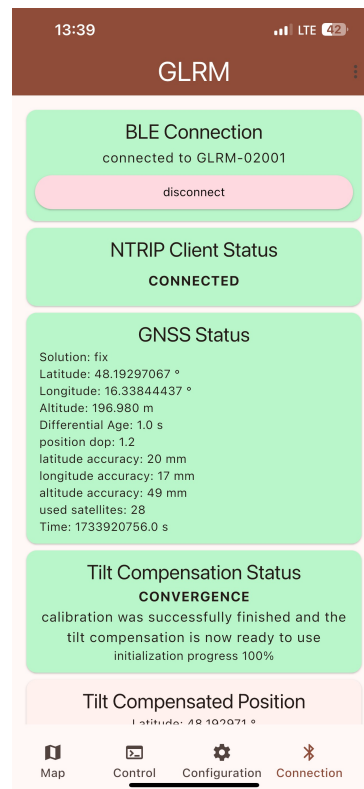 13:39
LTE 42
GLRM
BLE Connection
connected to GLRM-02001
disconnect
NTRIP Client Status
CONNECTED
GNSS Status
Solution: fix
Latitude: 48.19297067 °
Longitude: 16.33844437 °
Altitude: 196.980 m
Differential Age: 1.0 s
position dop: 1.2
latitude accuracy: 20 mm
longitude accuracy: 17 mm
altitude accuracy: 49 mm
used satellites: 28
Time: 1733920756.0 s
Tilt Compensation Status
CONVERGENCE
calibration was successfully finished and the
tilt compensation is now ready to use
initialization progress 100%
Tilt Compensated Position
Latitude: 48.192971 °
Map
Control
Configuration
Connection